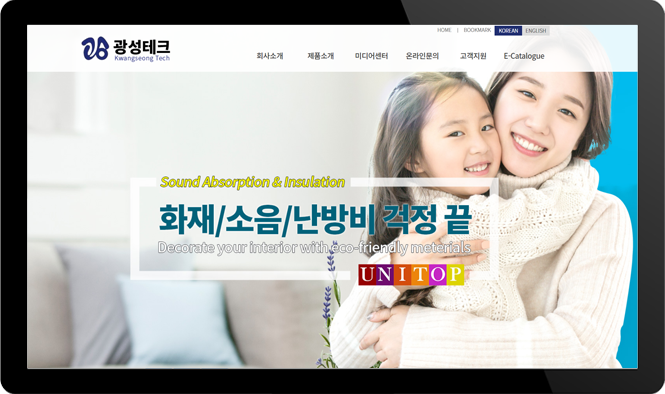 HOME | BOOKMARK KOREAN ENGLISH
광성테크
Kwangseong Tech
회사소개 제품소개 미디어센터 온라인문의 고객지원 E-Catalogue
Sound Absorption & Insulation
화재/소음/난방비 걱정 끝
Decorate your interior with eco-friendly meterials
UNITOP